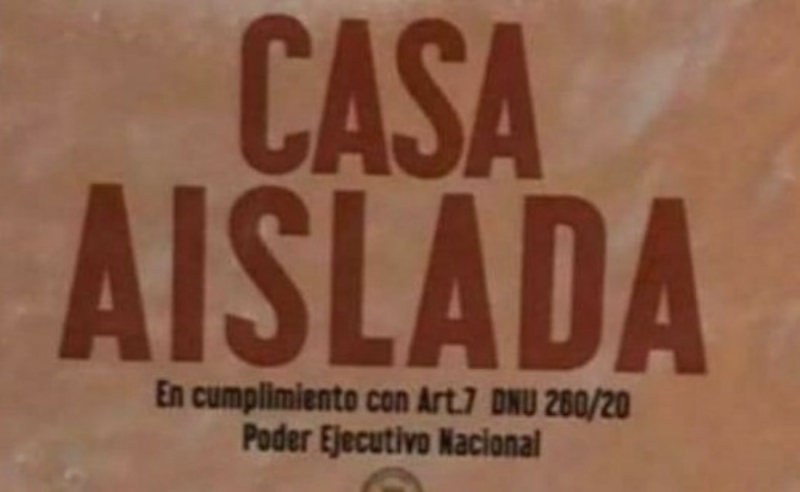 CASA
AISLADA
En cumplimiento con Art.7 DNU 260/20
Poder Ejecutivo Nacional